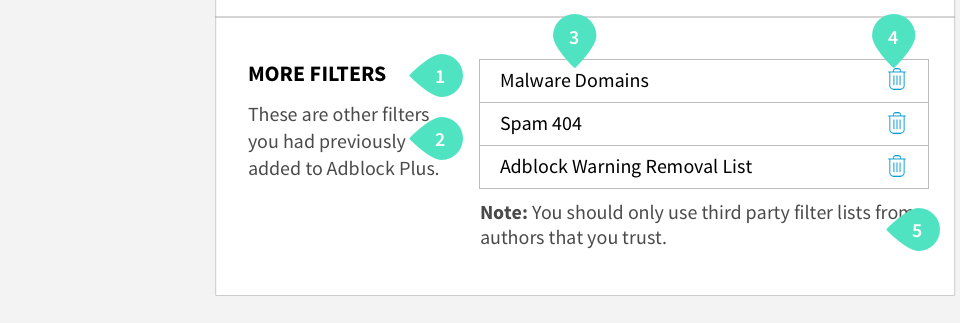 3
4
MORE FILTERS
1
These are other filters
you had previously
2
added to Adblock Plus.
Malware Domains
Spam 404
Adblock Warning Removal List
Note: You should only use third party filter lists from
authors that you trust.
5